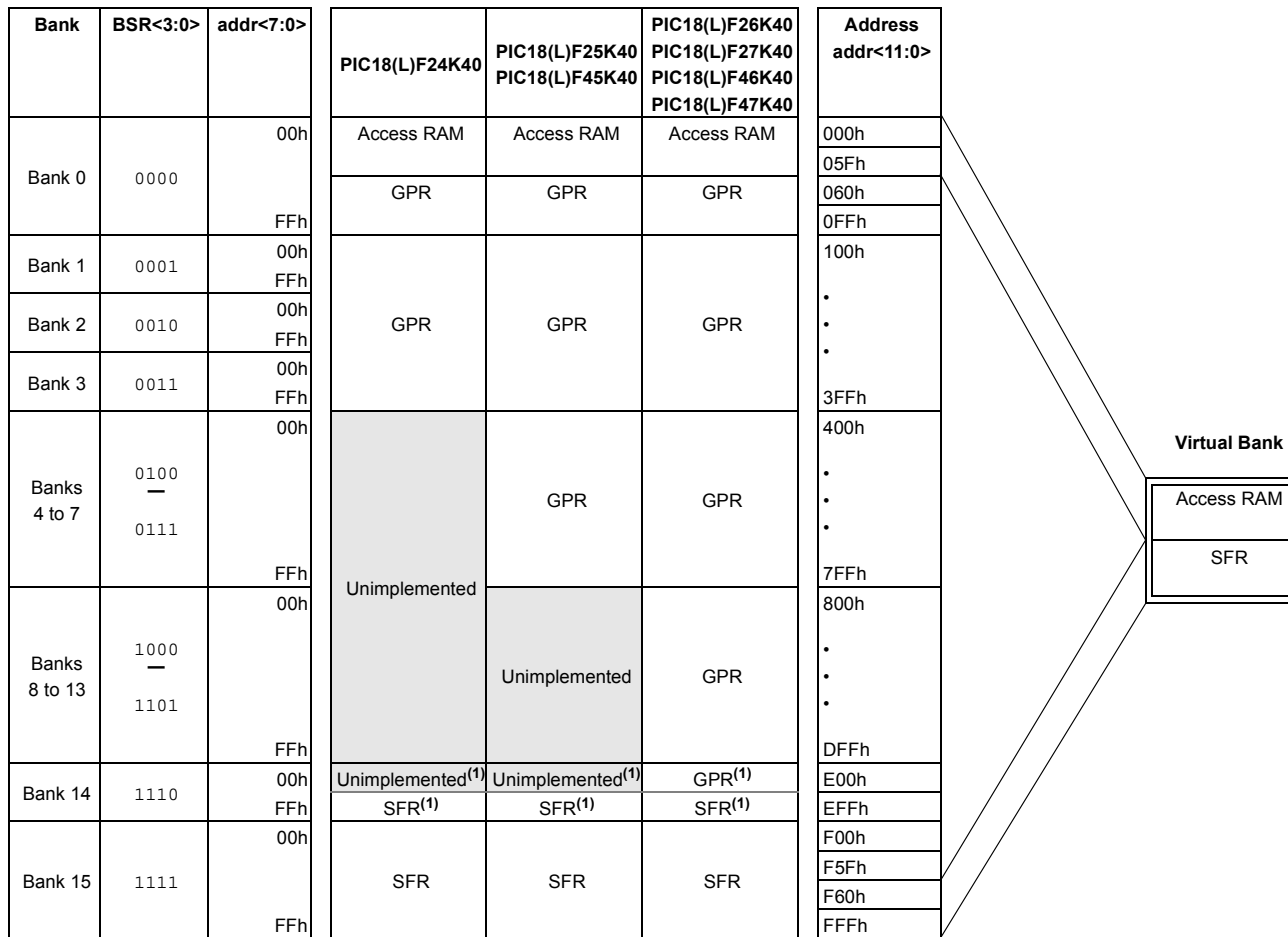 Bank BSR<3:0> addr<7:0> PIC18(L)F24K40 PIC18(L)F25K40 PIC18(L)F45K40 PIC18(L)F26K40 PIC18(L)F27K40 PIC18(L)F46K40 PIC18(L)F47K40 Address addr<11:0>
Bank 0 0000 00h Access RAM Access RAM Access RAM 000h
05Fh
GPR GPR GPR 060h
FFh 0FFh
Bank 1 0001 00h 100h
FFh
Bank 2 0010 00h GPR GPR GPR •
FFh •
Bank 3 0011 00h •
FFh 3FFh
Banks 4 to 7 0100 — 0111 00h 400h
GPR GPR •
•
•
FFh 7FFh
Unimplemented
Banks 8 to 13 1000 — 1101 00h 800h
Unimplemented GPR •
•
•
FFh DFFh
Bank 14 1110 00h Unimplemented(1) Unimplemented(1) GPR(1) E00h
FFh SFR(1) SFR(1) SFR(1) EFFh
Bank 15 1111 00h F00h
SFR SFR SFR F5Fh
F60h
FFh FFFh
Virtual Bank
Access RAM
SFR